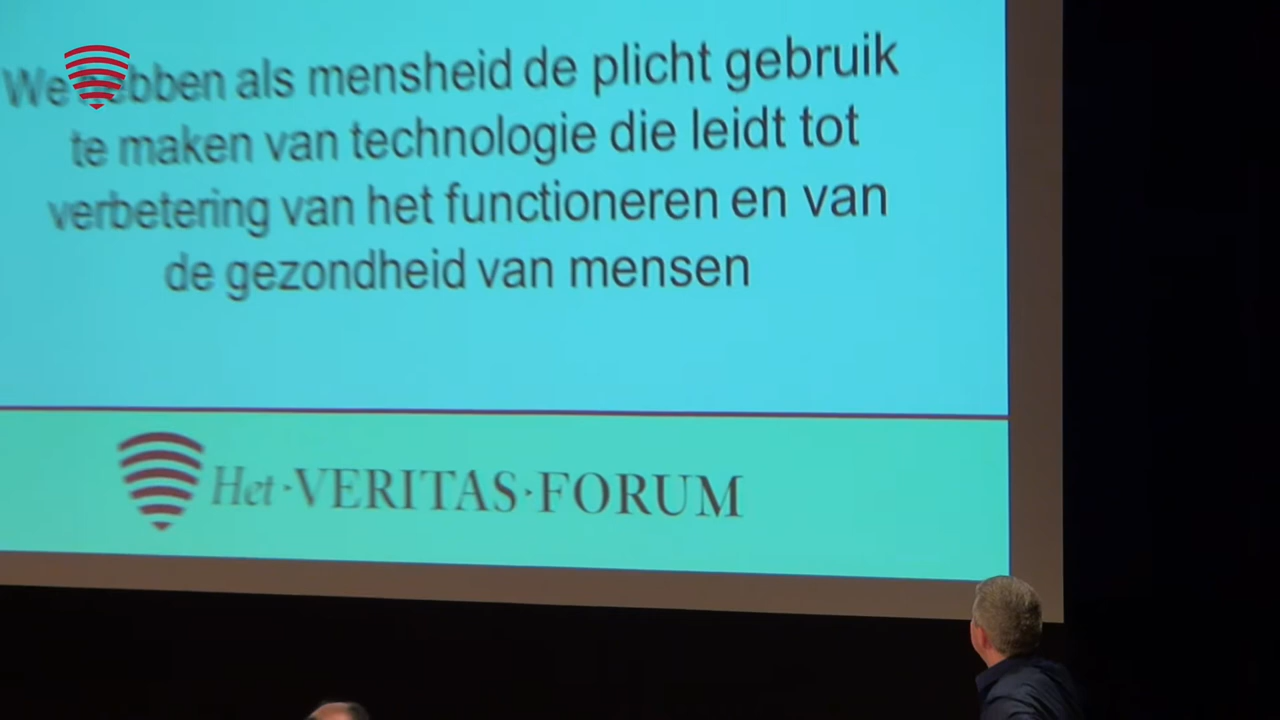 We hebben als mensheid de plicht gebruik
te maken van technologie die leidt tot
verbetering van het functioneren en van
de gezondheid van mensen
Het·VERITAS·FORUM